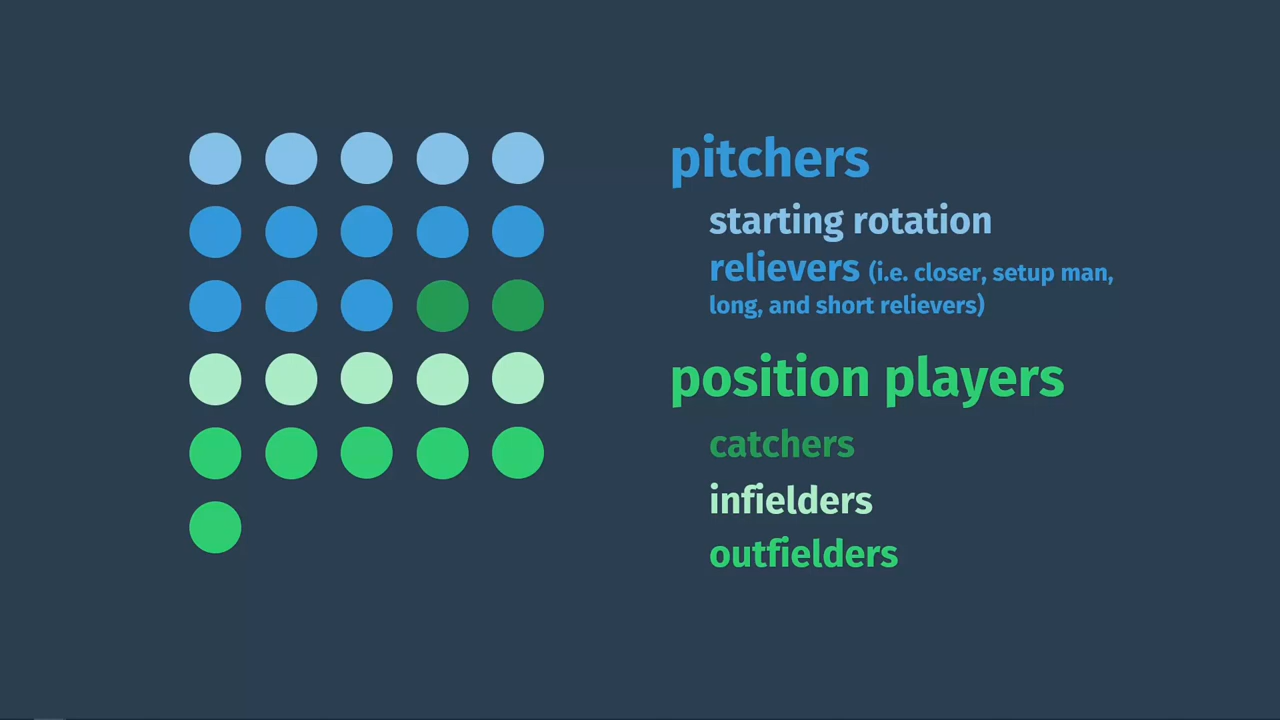 pitchers
starting rotation
relievers (i.e. closer, setup man,
long, and short relievers)
position players
catchers
infielders
outfielders